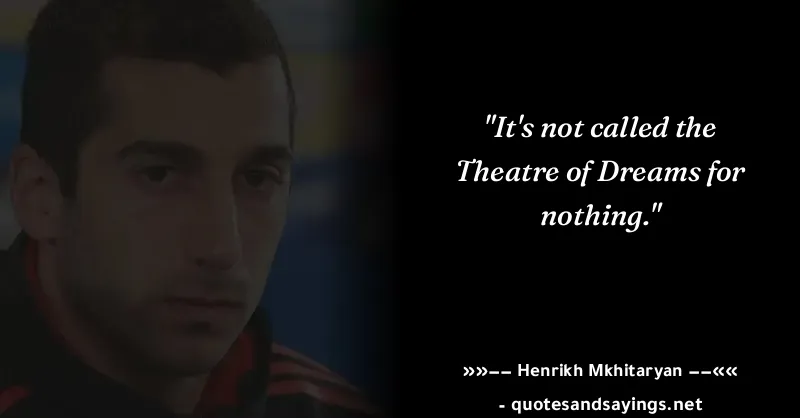 "It's not called the
Theatre of Dreams for
nothing."
»»–– Henrikh Mkhitaryan ––««
- quotesandsayings.net